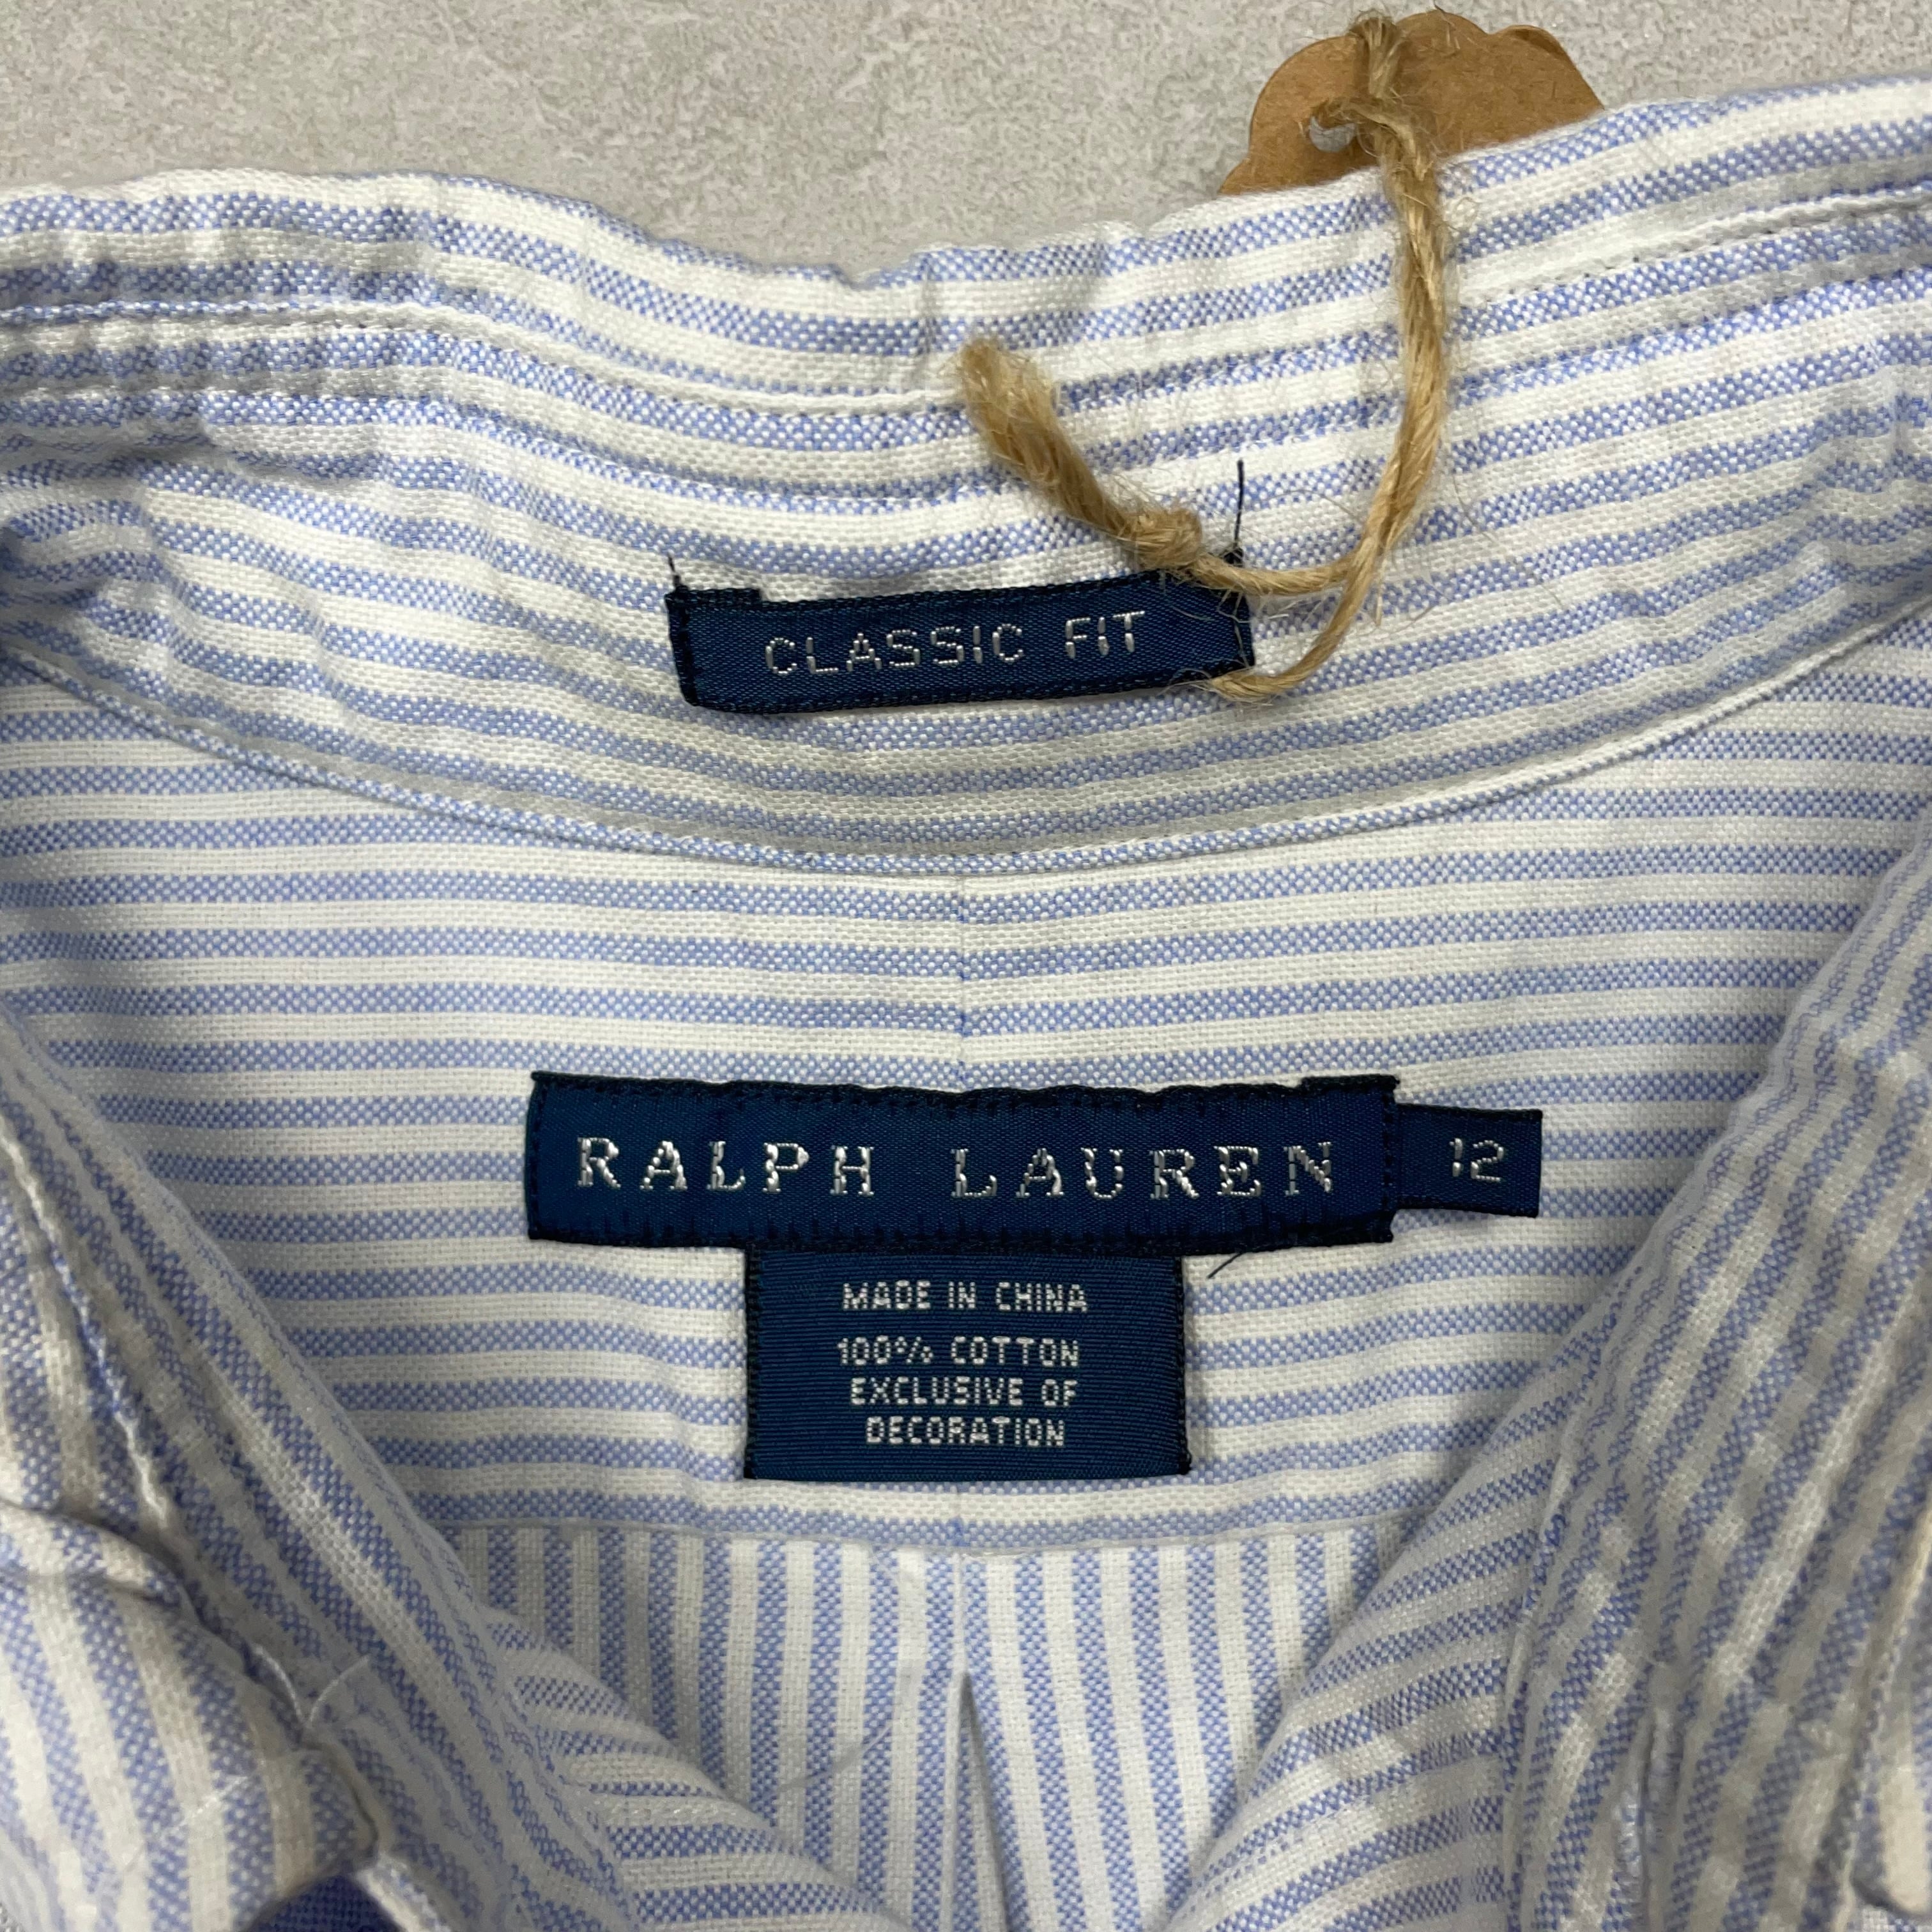 CLASSIC FIT
RALPH LAUREN 12
MADE IN CHINA
100% COTTON
EXCLUSIVE OF
DECORATION